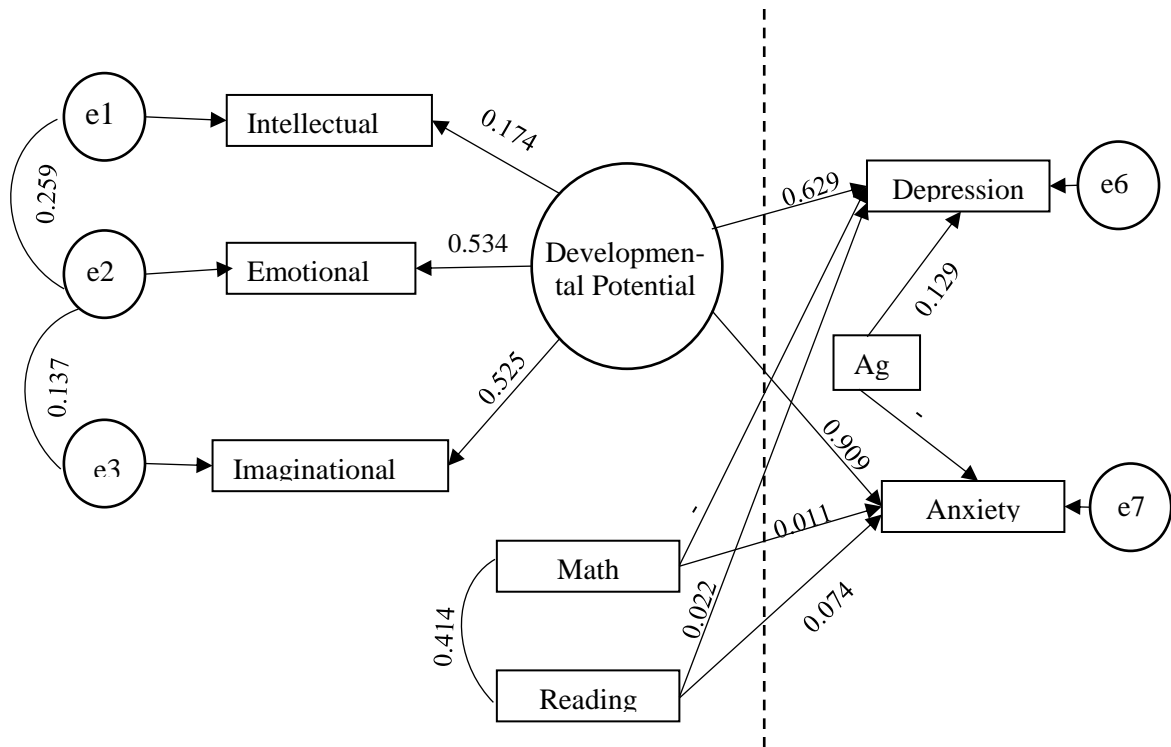 e1
Intellectual
0.174
0.259
Depression
e6
0.629
e2
Emotional
0.534
Developmen-
tal Potential
0.129
Ag
0.137
0.525
-
0.909
e3
Imaginational
Anxiety
e7
-
0.011
Math
0.022
0.074
0.414
Reading